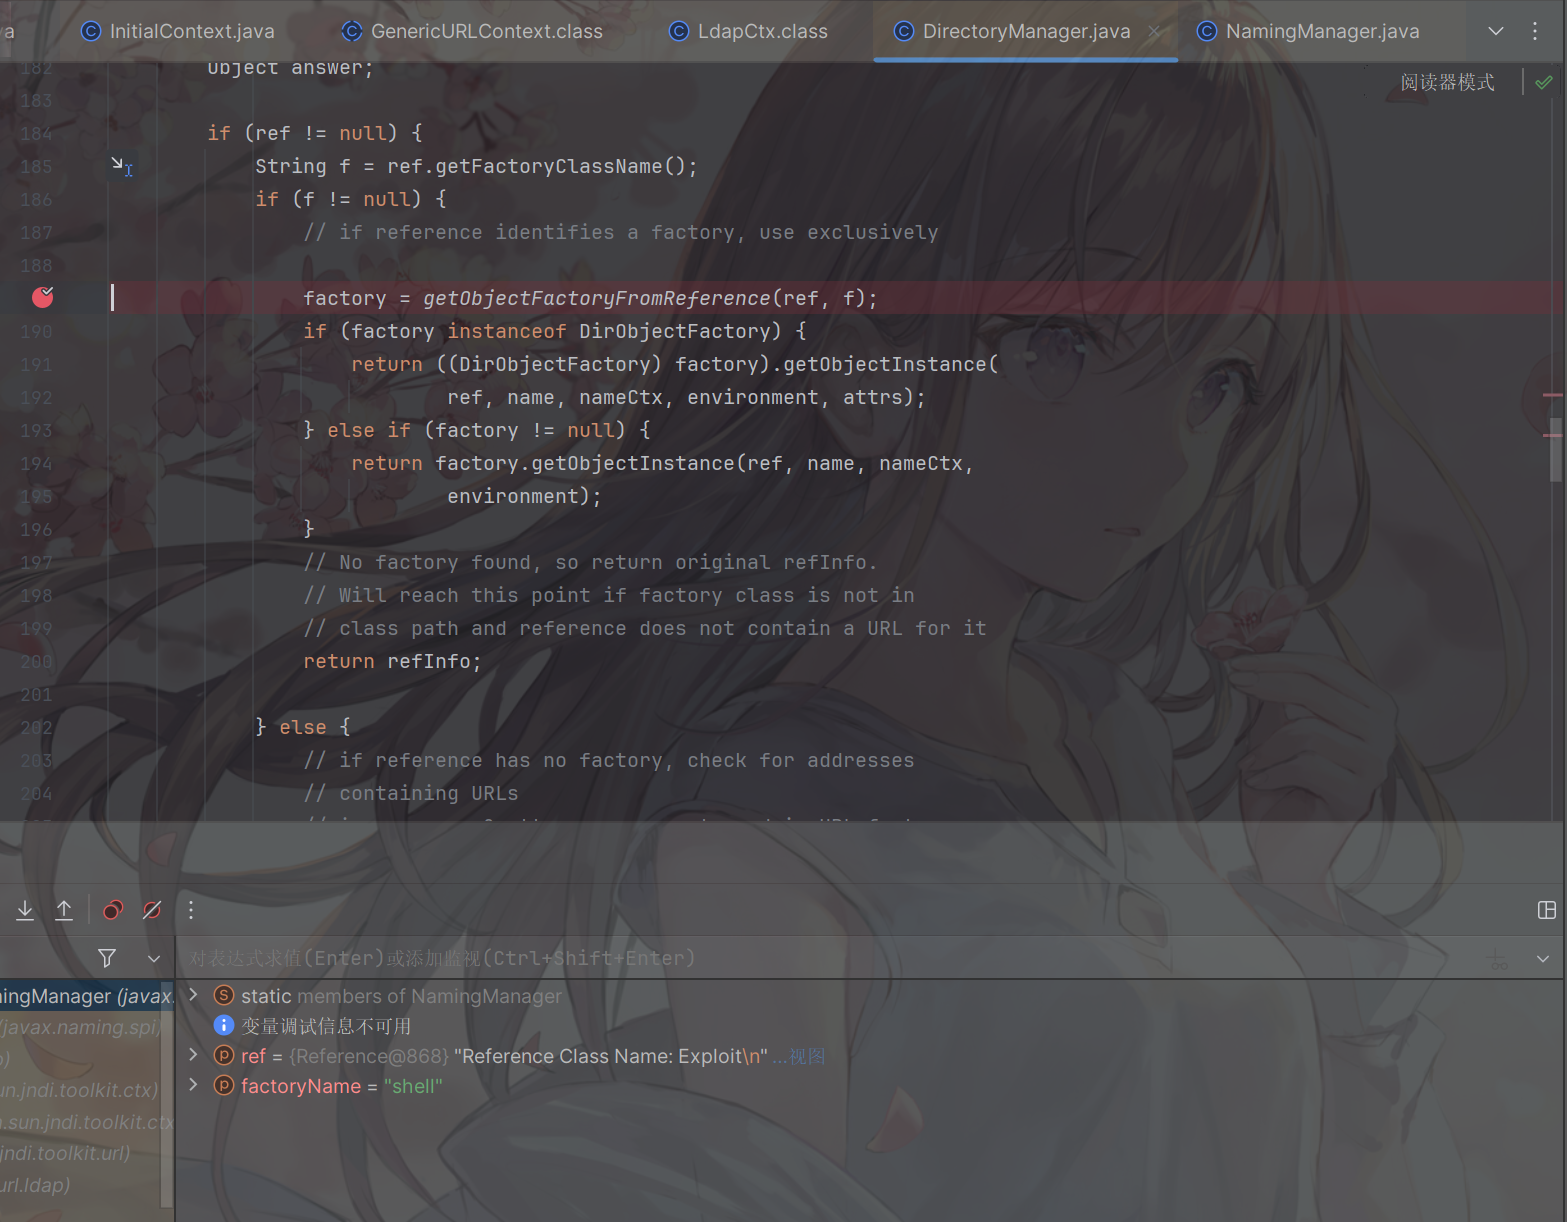 va InitialContext.java GenericURLContext.class LdapCtx.class DirectoryManager.java NamingManager.java
阅读器模式
182 Object answer;
183
184 if (ref != null) {
185 String f = ref.getFactoryClassName();
186 if (f != null) {
187 // if reference identifies a factory, use exclusively
188
factory = getObjectFactoryFromReference(ref, f);
190 if (factory instanceof DirObjectFactory) {
191 return ((DirObjectFactory) factory).getObjectInstance(
192 ref, name, nameCtx, environment, attrs);
193 } else if (factory != null) {
194 return factory.getObjectInstance(ref, name, nameCtx,
195 environment);
196 }
197 // No factory found, so return original refInfo.
198 // Will reach this point if factory class is not in
199 // class path and reference does not contain a URL for it
200 return refInfo;
201
202 } else {
203 // if reference has no factory, check for addresses
204 // containing URLs
对表达式求值(Enter)或添加监视(Ctrl+Shift+Enter)
mingManager (javax. static members of NamingManager
(javax.naming.spi) 变量调试信息不可用
p) ref = {Reference@868} "Reference Class Name: Exploit\n" ...视图
un.jndi.toolkit.ctx) factoryName = "shell"
n.sun.jndi.toolkit.ctx
jndi.toolkit.url)
url.ldap)